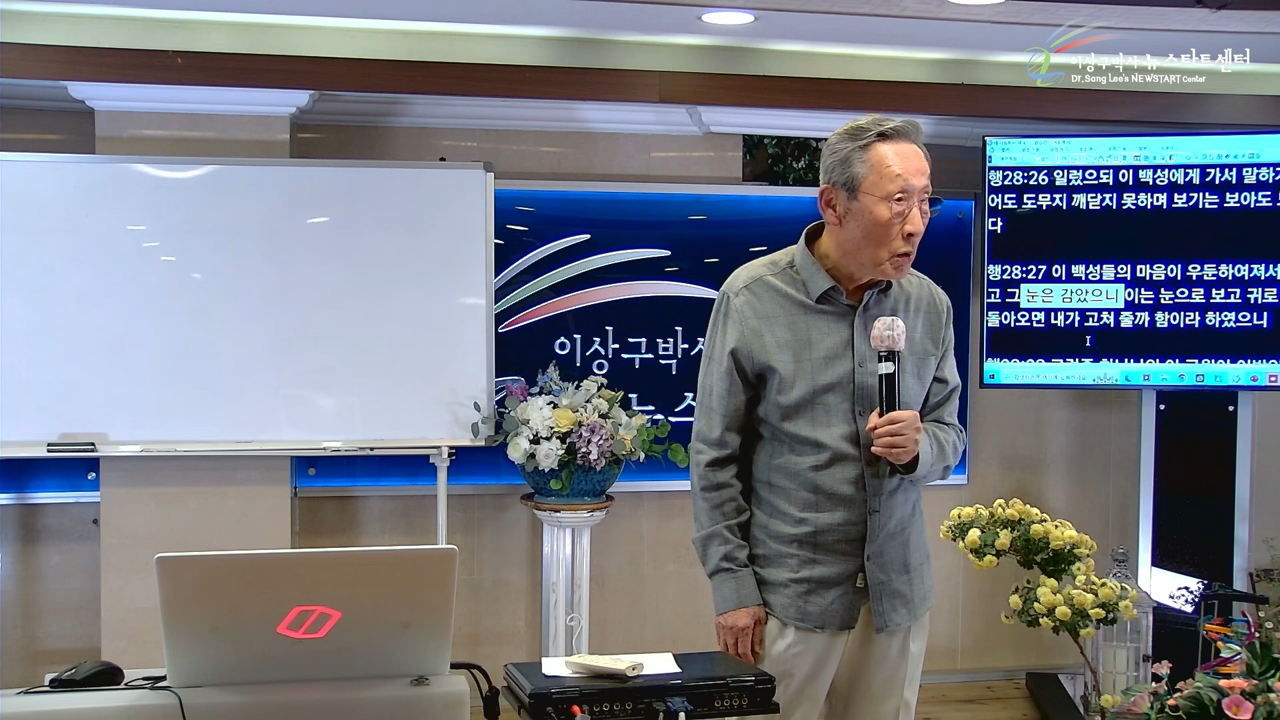 이상구박사 뉴 스타트 센터
Dr. Sang Lee's NEWSTART Center
행28:26 일렀으되 이 백성에게 가서 말하기
어도 도무지 깨닫지 못하며 보기는 보아도
다
행28:27 이 백성들의 마음이 우둔하여져서
고 그 눈은 감았으니 이는 눈으로 보고 귀로
돌아오면 내가 고쳐 줄까 함이라 하였으니
이상구박사
뉴